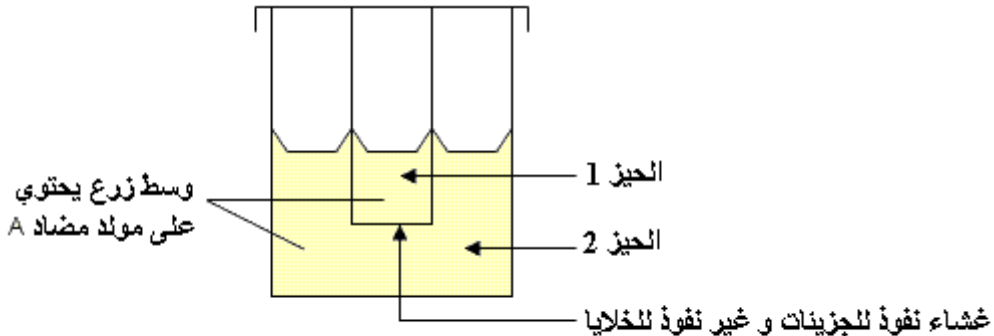 الحيز 1
وسط زرع يحتوي
على مولد مضاد A
الحيز 2
غشاء نفوذ للجزيئات و غير نفوذ للخلايا